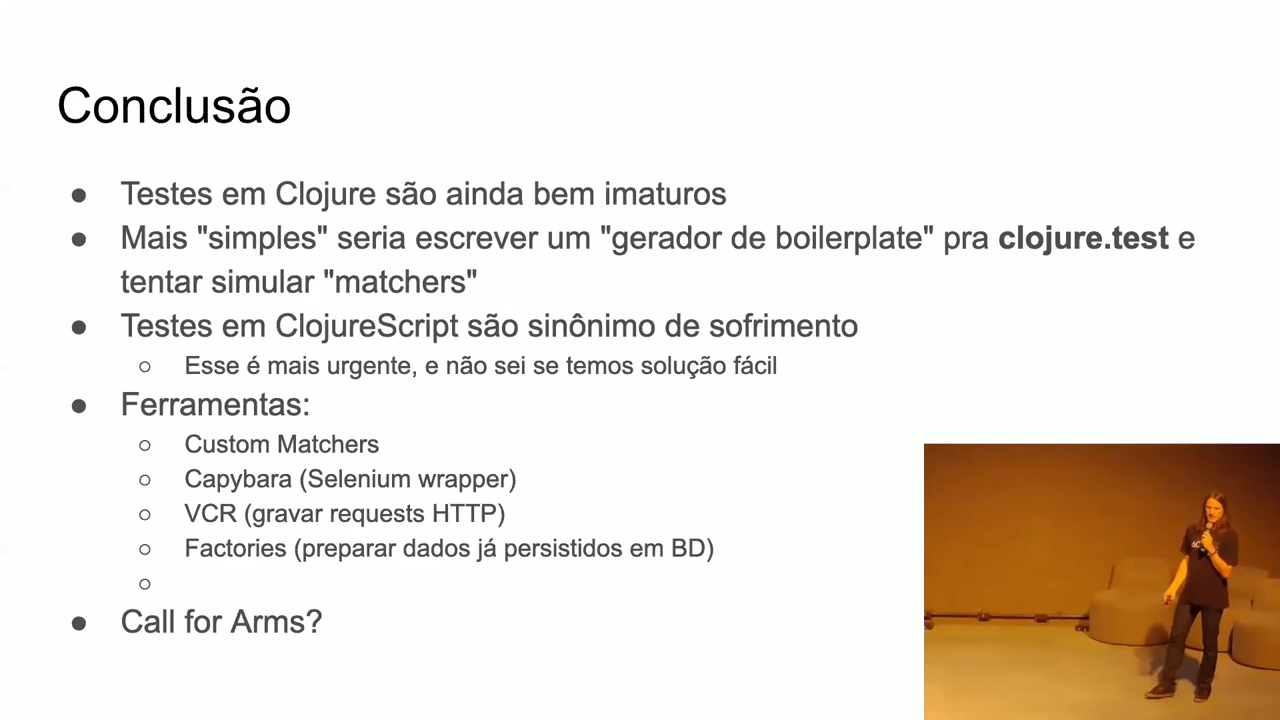 Conclusão
● Testes em Clojure são ainda bem imaturos
● Mais "simples" seria escrever um "gerador de boilerplate" pra clojure.test e
tentar simular "matchers"
● Testes em ClojureScript são sinônimo de sofrimento
○ Esse é mais urgente, e não sei se temos solução fácil
● Ferramentas:
○ Custom Matchers
○ Capybara (Selenium wrapper)
○ VCR (gravar requests HTTP)
○ Factories (preparar dados já persistidos em BD)
○
● Call for Arms?